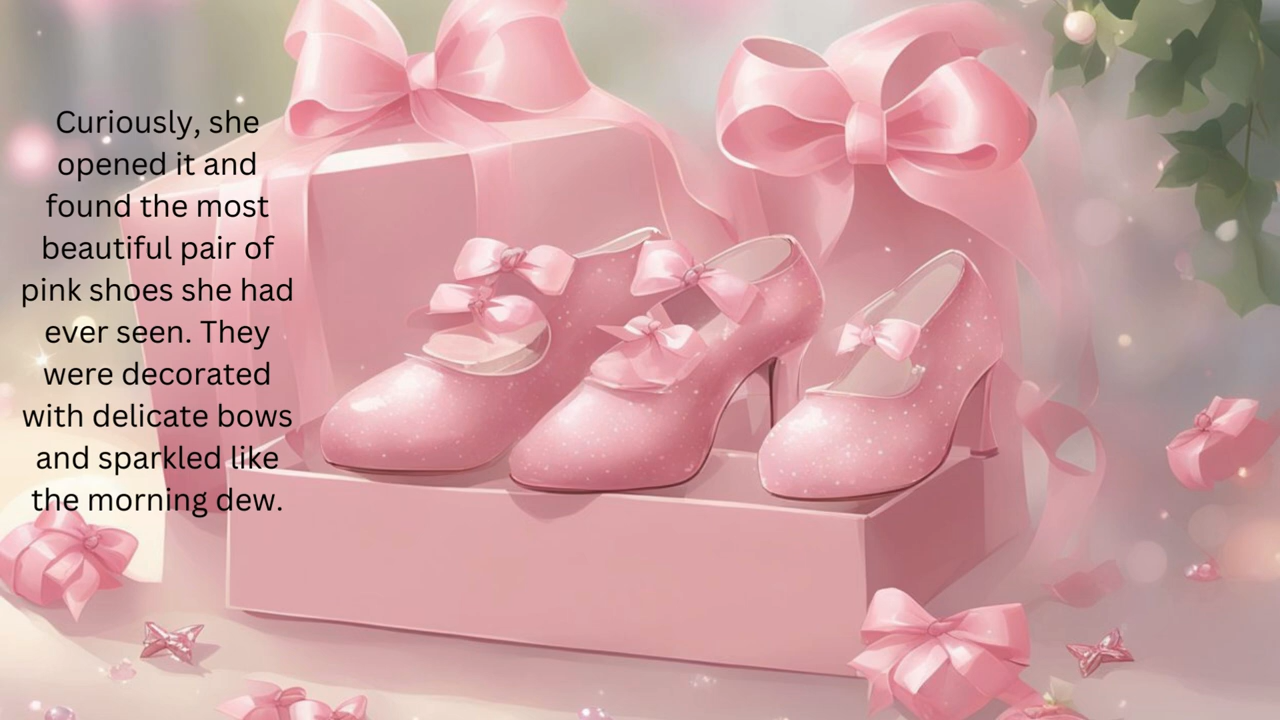 Curiously, she
opened it and
found the most
beautiful pair of
pink shoes she had
ever seen. They
were decorated
with delicate bows
and sparkled like
the morning dew.